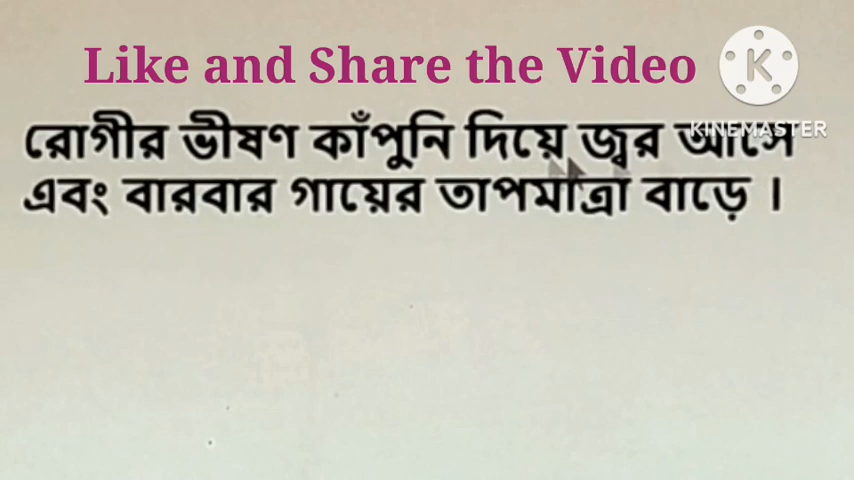 Like and Share the Video
K
KINEMASTER
রোগীর ভীষণ কাঁপুনি দিয়ে জ্বর আসে
এবং বারবার গায়ের তাপমাত্রা বাড়ে ।